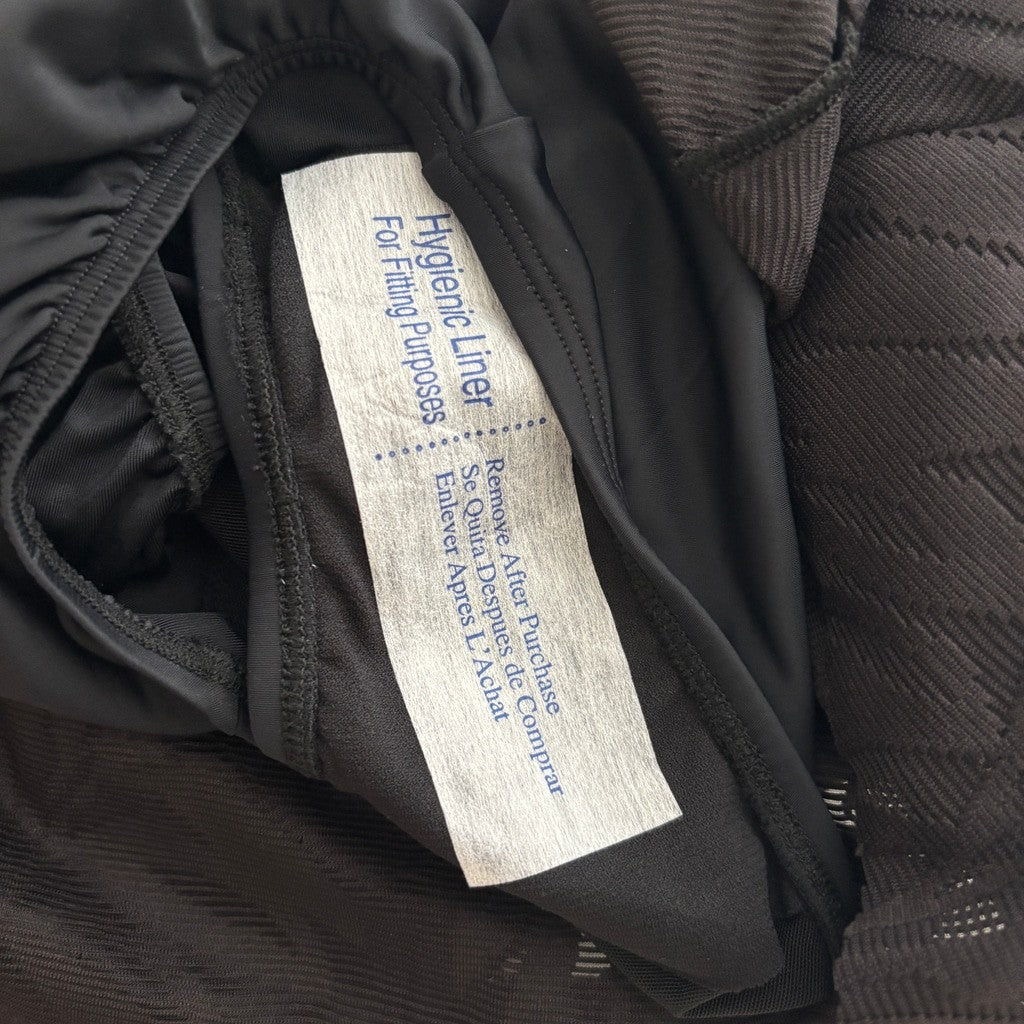 Hygienic Liner
For Fitting Purposes
Remove After Purchase
Se Quita Despues de Comprar
Enlever Apres L'Achat